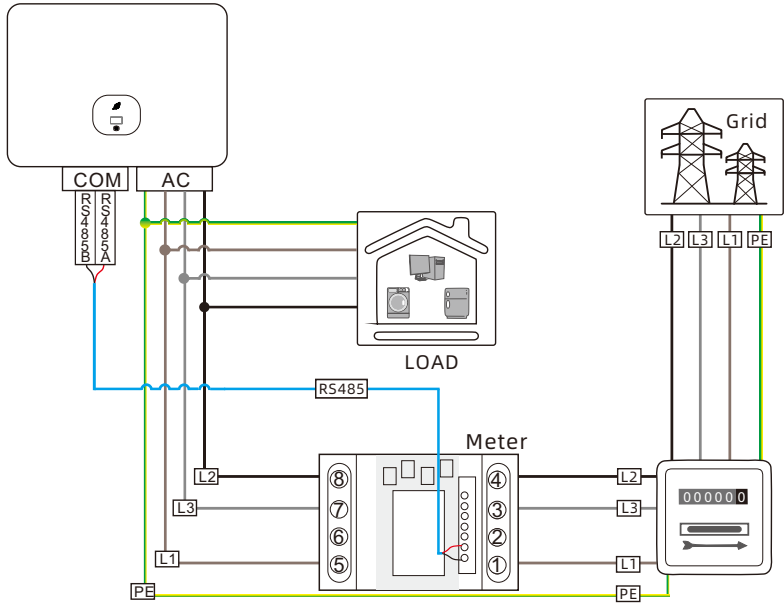 COM
AC
RS485B
RS485A
Grid
L2
L3
L1
PE
LOAD
RS485
Meter
L2
8
4
L2
000000
L3
7
3
L3
6
2
L1
5
1
L1
PE
PE